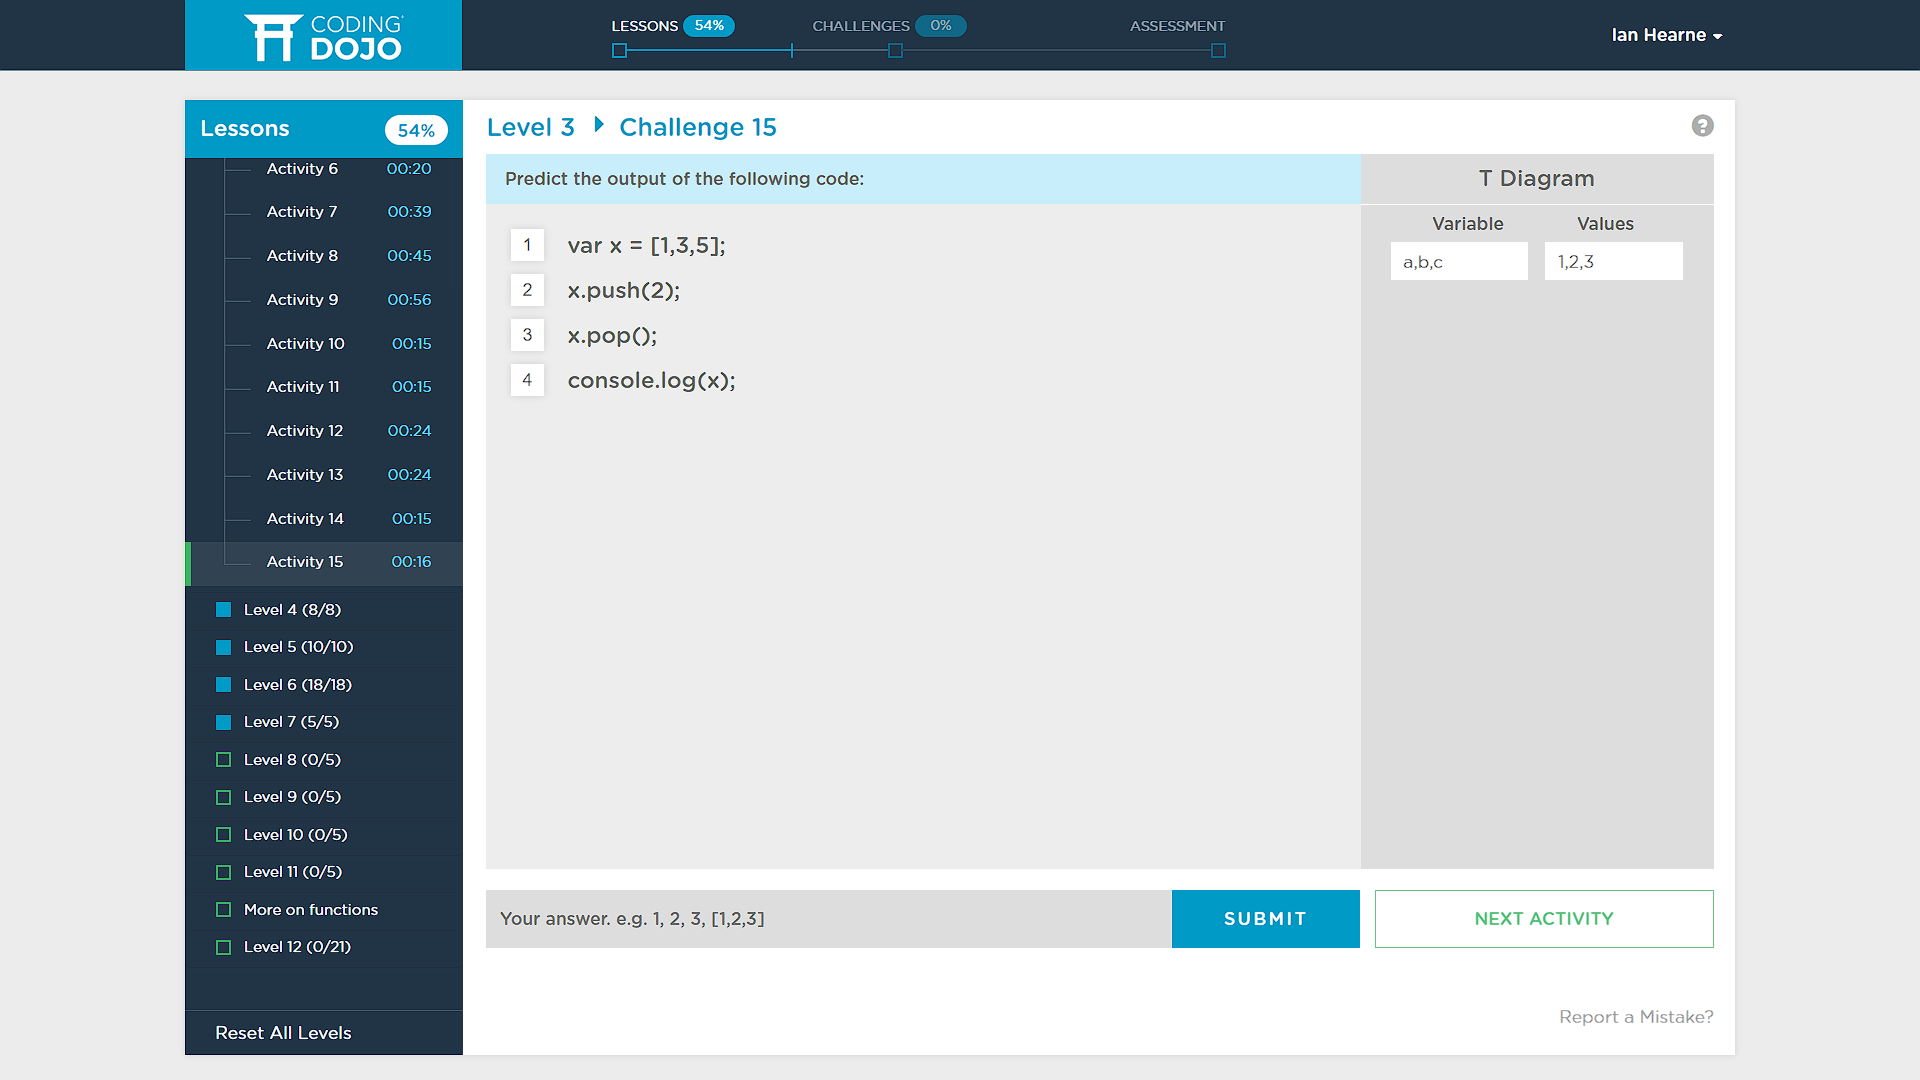 CODING DOJO
LESSONS 54%
CHALLENGES 0%
ASSESSMENT
Ian Hearne
Lessons 54%
Activity 6 00:20
Activity 7 00:39
Activity 8 00:45
Activity 9 00:56
Activity 10 00:15
Activity 11 00:15
Activity 12 00:24
Activity 13 00:24
Activity 14 00:15
Activity 15 00:16
Level 4 (8/8)
Level 5 (10/10)
Level 6 (18/18)
Level 7 (5/5)
Level 8 (0/5)
Level 9 (0/5)
Level 10 (0/5)
Level 11 (0/5)
More on functions
Level 12 (0/21)
Reset All Levels
Level 3 Challenge 15
?
Predict the output of the following code:
1 var x = [1,3,5];
2 x.push(2);
3 x.pop();
4 console.log(x);
T Diagram
Variable Values
a,b,c 1,2,3
Your answer. e.g. 1, 2, 3, [1,2,3]
SUBMIT
NEXT ACTIVITY
Report a Mistake?